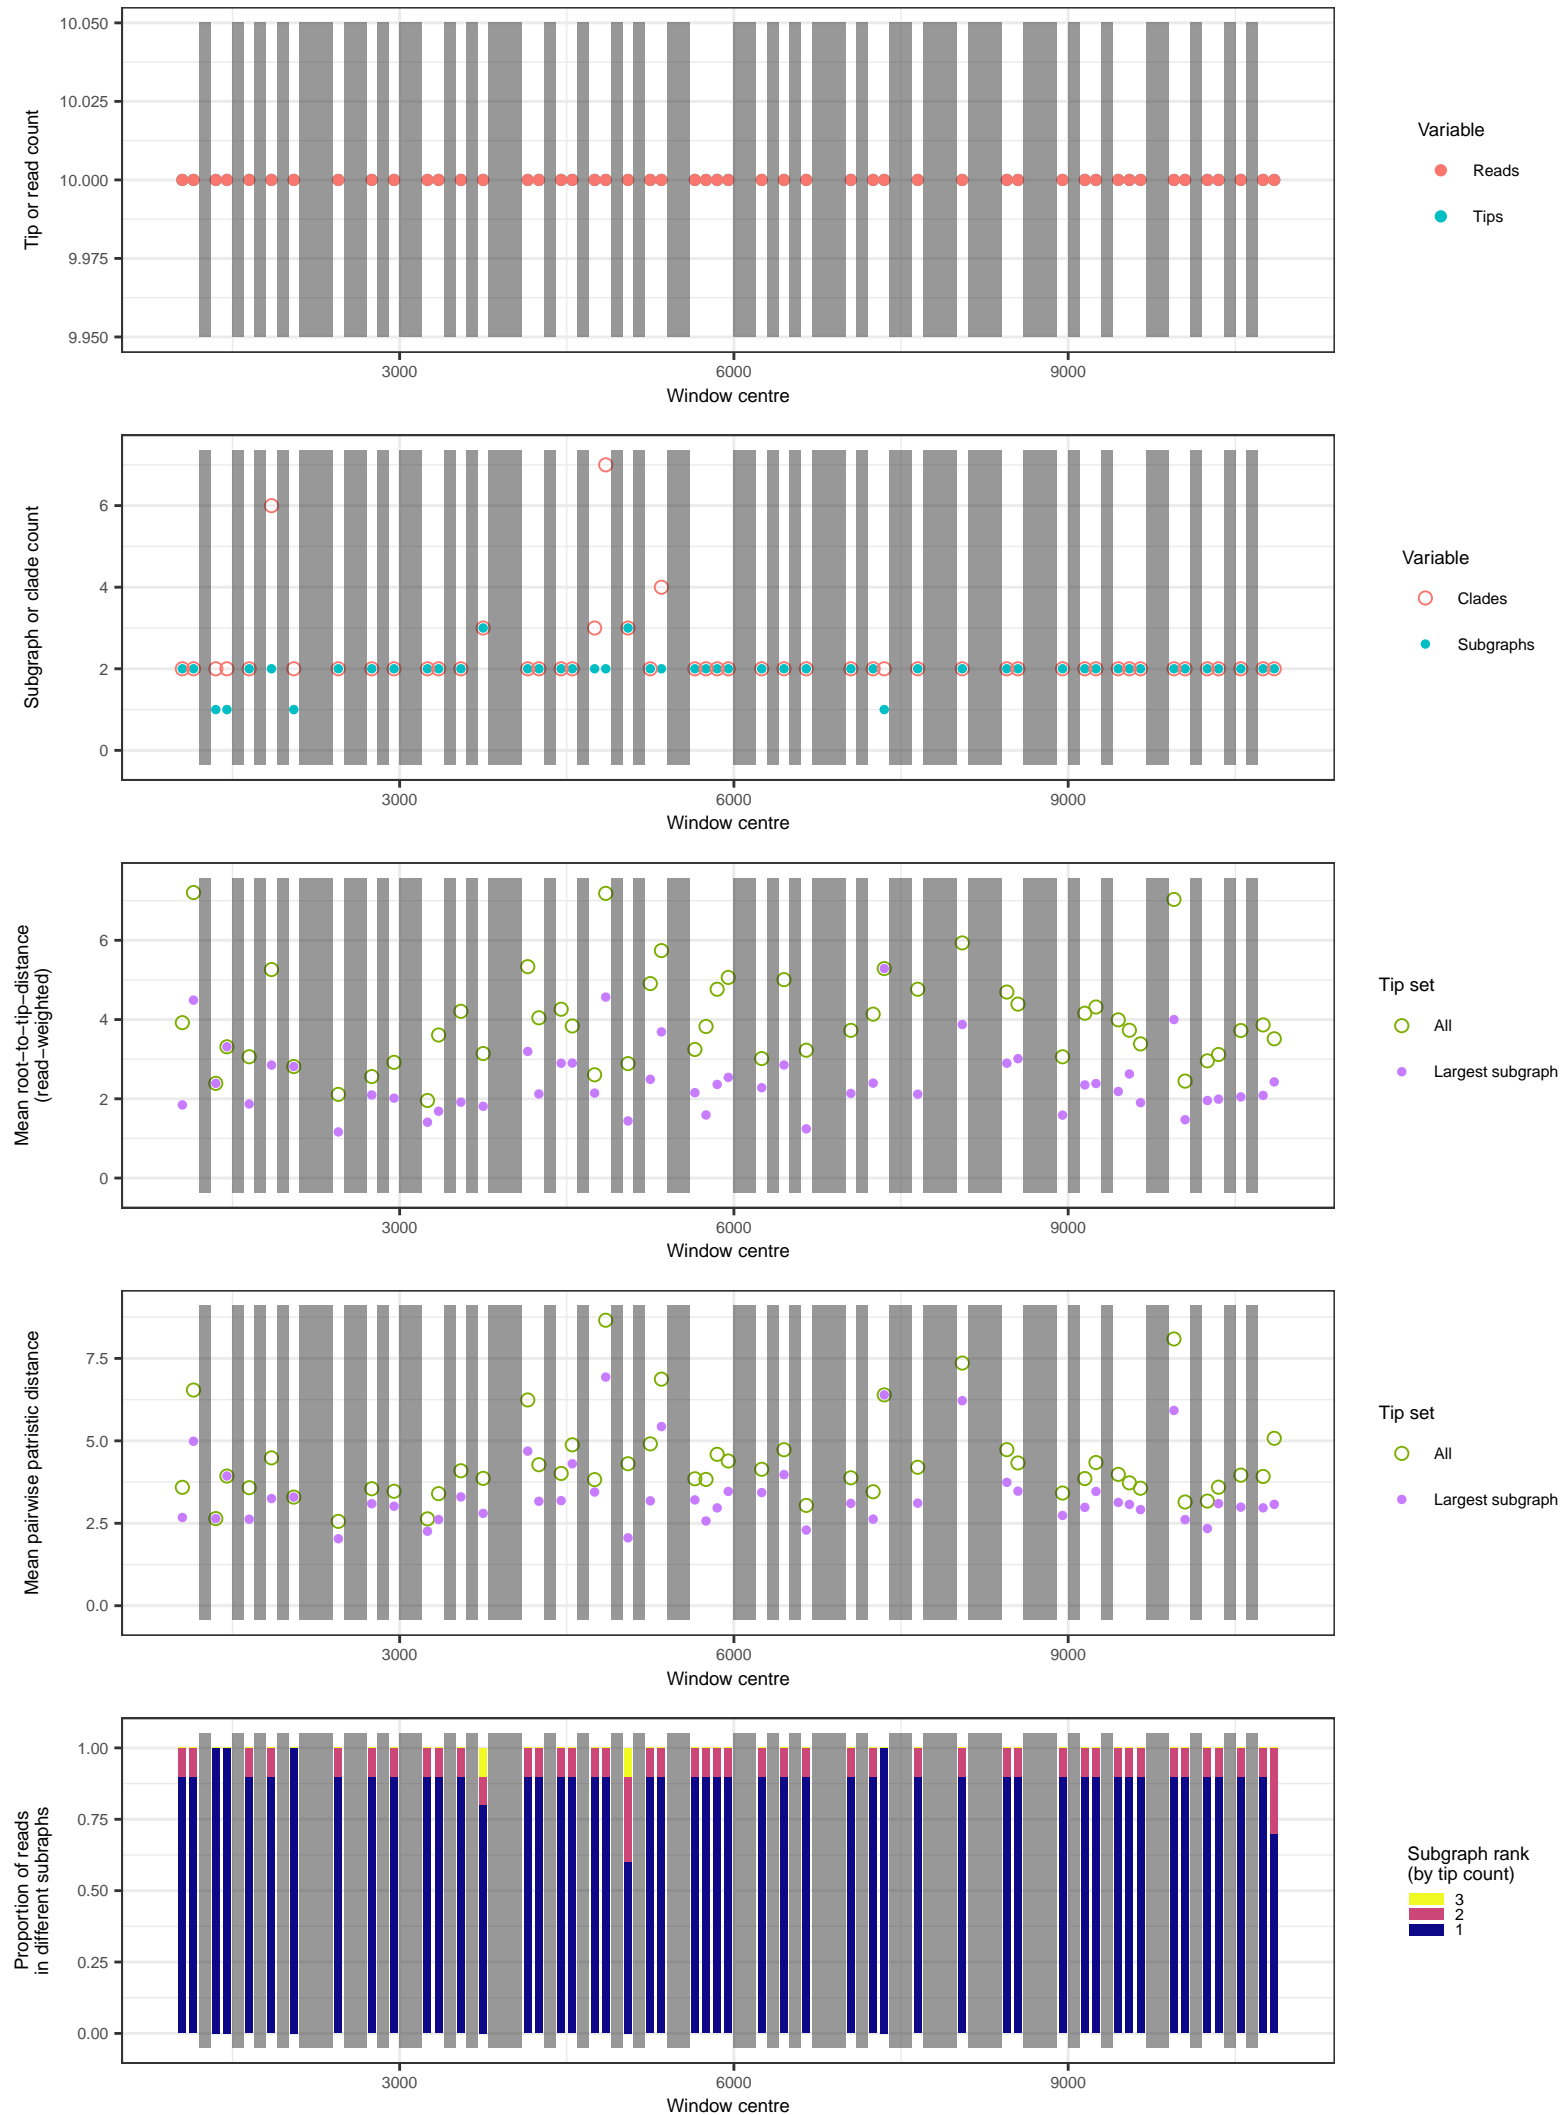 10.050
10.025
10.000
9.975
9.950
Tip or read count
3000
6000
9000
Window centre
Variable
Reads
Tips
6
4
2
0
Subgraph or clade count
3000
6000
9000
Window centre
Variable
Clades
Subgraphs
6
4
2
0
Mean root−to−tip−distance
(read−weighted)
3000
6000
9000
Window centre
Tip set
All
Largest subgraph
7.5
5.0
2.5
0.0
Mean pairwise patristic distance
3000
6000
9000
Window centre
Tip set
All
Largest subgraph
1.00
0.75
0.50
0.25
0.00
Proportion of reads
in different subraphs
3000
6000
9000
Window centre
Subgraph rank
(by tip count)
3
2
1